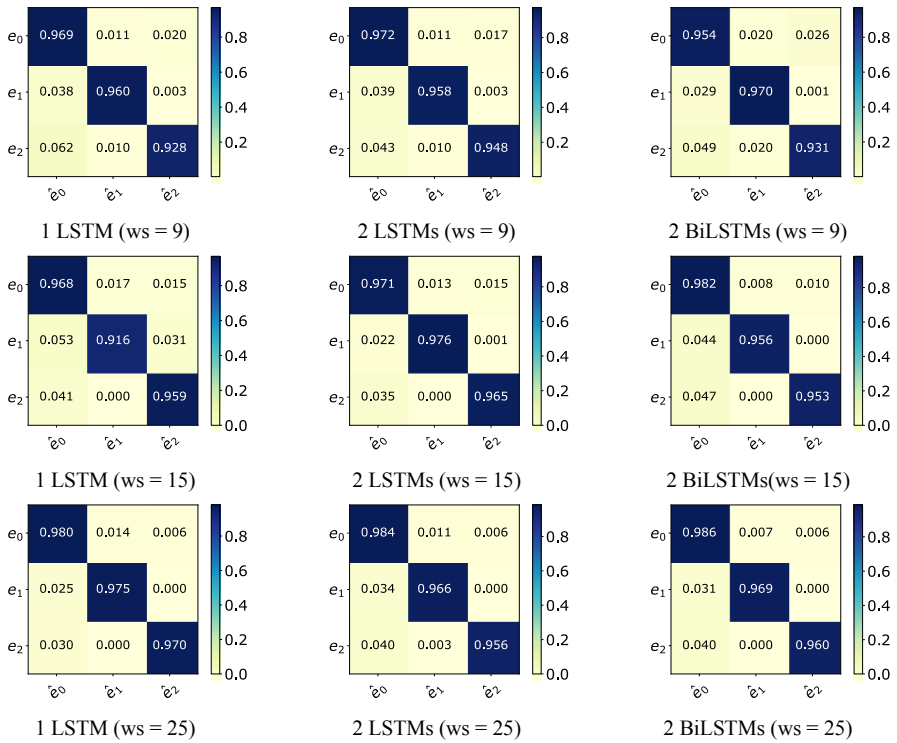 e0 0.969 0.011 0.020 0.8
e1 0.038 0.960 0.003 0.6
0.4
e2 0.062 0.010 0.928 0.2
ê0 ê1 ê2
1 LSTM (ws = 9)
e0 0.972 0.011 0.017 0.8
e1 0.039 0.958 0.003 0.6
0.4
e2 0.043 0.010 0.948 0.2
ê0 ê1 ê2
2 LSTMs (ws = 9)
e0 0.954 0.020 0.026 0.8
e1 0.029 0.970 0.001 0.6
0.4
e2 0.049 0.020 0.931 0.2
ê0 ê1 ê2
2 BiLSTMs (ws = 9)
e0 0.968 0.017 0.015 0.8
0.6
e1 0.053 0.916 0.031 0.4
0.2
e2 0.041 0.000 0.959
0.0
ê0 ê1 ê2
1 LSTM (ws = 15)
e0 0.971 0.013 0.015 0.8
0.6
e1 0.022 0.976 0.001 0.4
0.2
e2 0.035 0.000 0.965
0.0
ê0 ê1 ê2
2 LSTMs (ws = 15)
e0 0.982 0.008 0.010 0.8
0.6
e1 0.044 0.956 0.000 0.4
0.2
e2 0.047 0.000 0.953
0.0
ê0 ê1 ê2
2 BiLSTMs(ws = 15)
e0 0.980 0.014 0.006 0.8
0.6
e1 0.025 0.975 0.000 0.4
0.2
e2 0.030 0.000 0.970
0.0
ê0 ê1 ê2
1 LSTM (ws = 25)
e0 0.984 0.011 0.006 0.8
0.6
e1 0.034 0.966 0.000 0.4
0.2
e2 0.040 0.003 0.956
0.0
ê0 ê1 ê2
2 LSTMs (ws = 25)
e0 0.986 0.007 0.006 0.8
0.6
e1 0.031 0.969 0.000 0.4
0.2
e2 0.040 0.000 0.960
0.0
ê0 ê1 ê2
2 BiLSTMs (ws = 25)